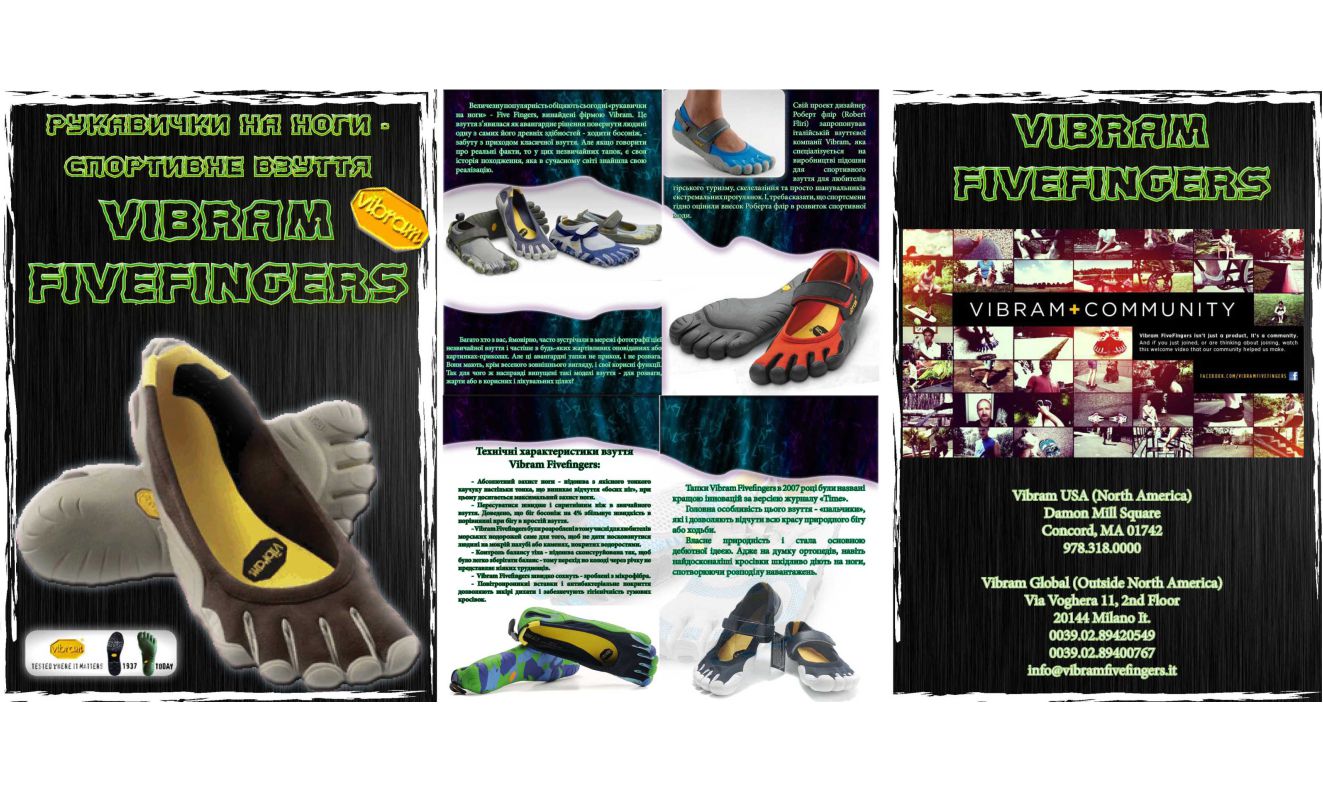 РУКАВИЧКИ НА НОГИ -
СПОРТИВНЕ ВЗУТТЯ
VIBRAM
FIVEFINGERS
vibram
vibram
vibram
TESTED WHERE IT MATTERS
1937
TODAY
Величезну популярність обіцяють сьогодні «рукавички
на ноги» - Five Fingers, винайдені фірмою Vibram. Це
взуття з'явилася як авангардне рішення повернути людині
одну з самих його древніх здібностей - ходити босоніж, -
забуту з приходом класичної взуття. Але якщо говорити
про реальні факти, то у цих незвичайних тапок, є своя
історія походження, яка в сучасному світі знайшла свою
реалізацію.
Багато хто з вас, ймовірно, часто зустрічали в мережі фотографії цієї
незвичайної взуття і частіше в будь-яких жартівливих оповіданнях або
картинках-приколах. Але ці авангардні тапки не прикол, і не розвага.
Вони мають, крім веселого зовнішнього вигляду, і свої корисні функції.
Так для чого ж насправді випущені такі моделі взуття - для розваги,
жарти або в корисних і лікувальних цілях?
Свій проект дизайнер
Роберт флір (Robert
Fliri) запропонував
італійській взуттєвої
компанії Vibram, яка
спеціалізується на
виробництві підошви
для спортивного
взуття для любителів
гірського туризму, скелелазіння та просто шанувальників
екстремальних прогулянок. І, треба сказати, що спортсмени
гідно оцінили внесок Роберта флір в розвиток спортивної
моди.
Технічні характеристики взуття
Vibram Fivefingers:
- Абсолютний захист ноги - підошва з якісного тонкого
каучуку настільки тонка, що виникає відчуття «босих ніг», при
цьому досягається максимальний захист ноги.
- Пересуватися швидше і спритніше ніж в звичайного
взуття. Доведено, що біг босоніж на 4% збільшує швидкість в
порівнянні при бігу в простій взуття.
- Vibram Fivefingers були розроблені в тому числі для любителів
морських подорожей саме для того, щоб не дати посковзнутися
людині на мокрій палубі або каменях, покритих водоростями.
- Контроль балансу тіла - підошва сконструйована так, щоб
було легко зберігати баланс - тому перехід по колоді через річку не
представляє ніяких труднощів.
- Vibram Fivefingers швидко сохнуть - зроблені з мікрофібра.
- Повітропроникні вставки і антибактеріальне покриття
дозволяють шкірі дихати і забезпечують гігієнічність гумових
кросівок.
Тапки Vibram Fivefingers в 2007 році були названі
кращою інновацій за версією журналу «Time».
Головна особливість цього взуття - «пальчики»,
які і дозволяють відчути всю красу природного бігу
або ходьби.
Власне природність і стала основною
дебютної ідеєю. Адже на думку ортопедів, навіть
найдосконаліші кросівки шкідливо діють на ноги,
спотворюючи розподілу навантажень.
VIBRAM
FIVEFINGERS
VIBRAM+COMMUNITY
Vibram FiveFingers isn't just a product, it's a community.
And if you just joined, or are thinking about joining, watch
this welcome video that our community helped us make.
FACEBOOK.COM/VIBRAMFIVEFINGERS
Vibram USA (North America)
Damon Mill Square
Concord, MA 01742
978.318.0000
Vibram Global (Outside North America)
Via Voghera 11, 2nd Floor
20144 Milano It.
0039.02.89420549
0039.02.89400767
info@vibramfivefingers.it